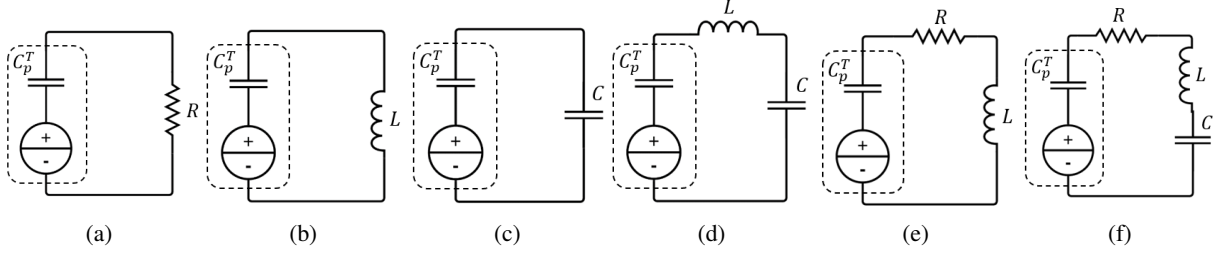 $C_p^T$ + - R
$C_p^T$ + - L
$C_p^T$ + - C
L $C_p^T$ + - C
R $C_p^T$ + - L
R $C_p^T$ + - L C
(a) (b) (c) (d) (e) (f)